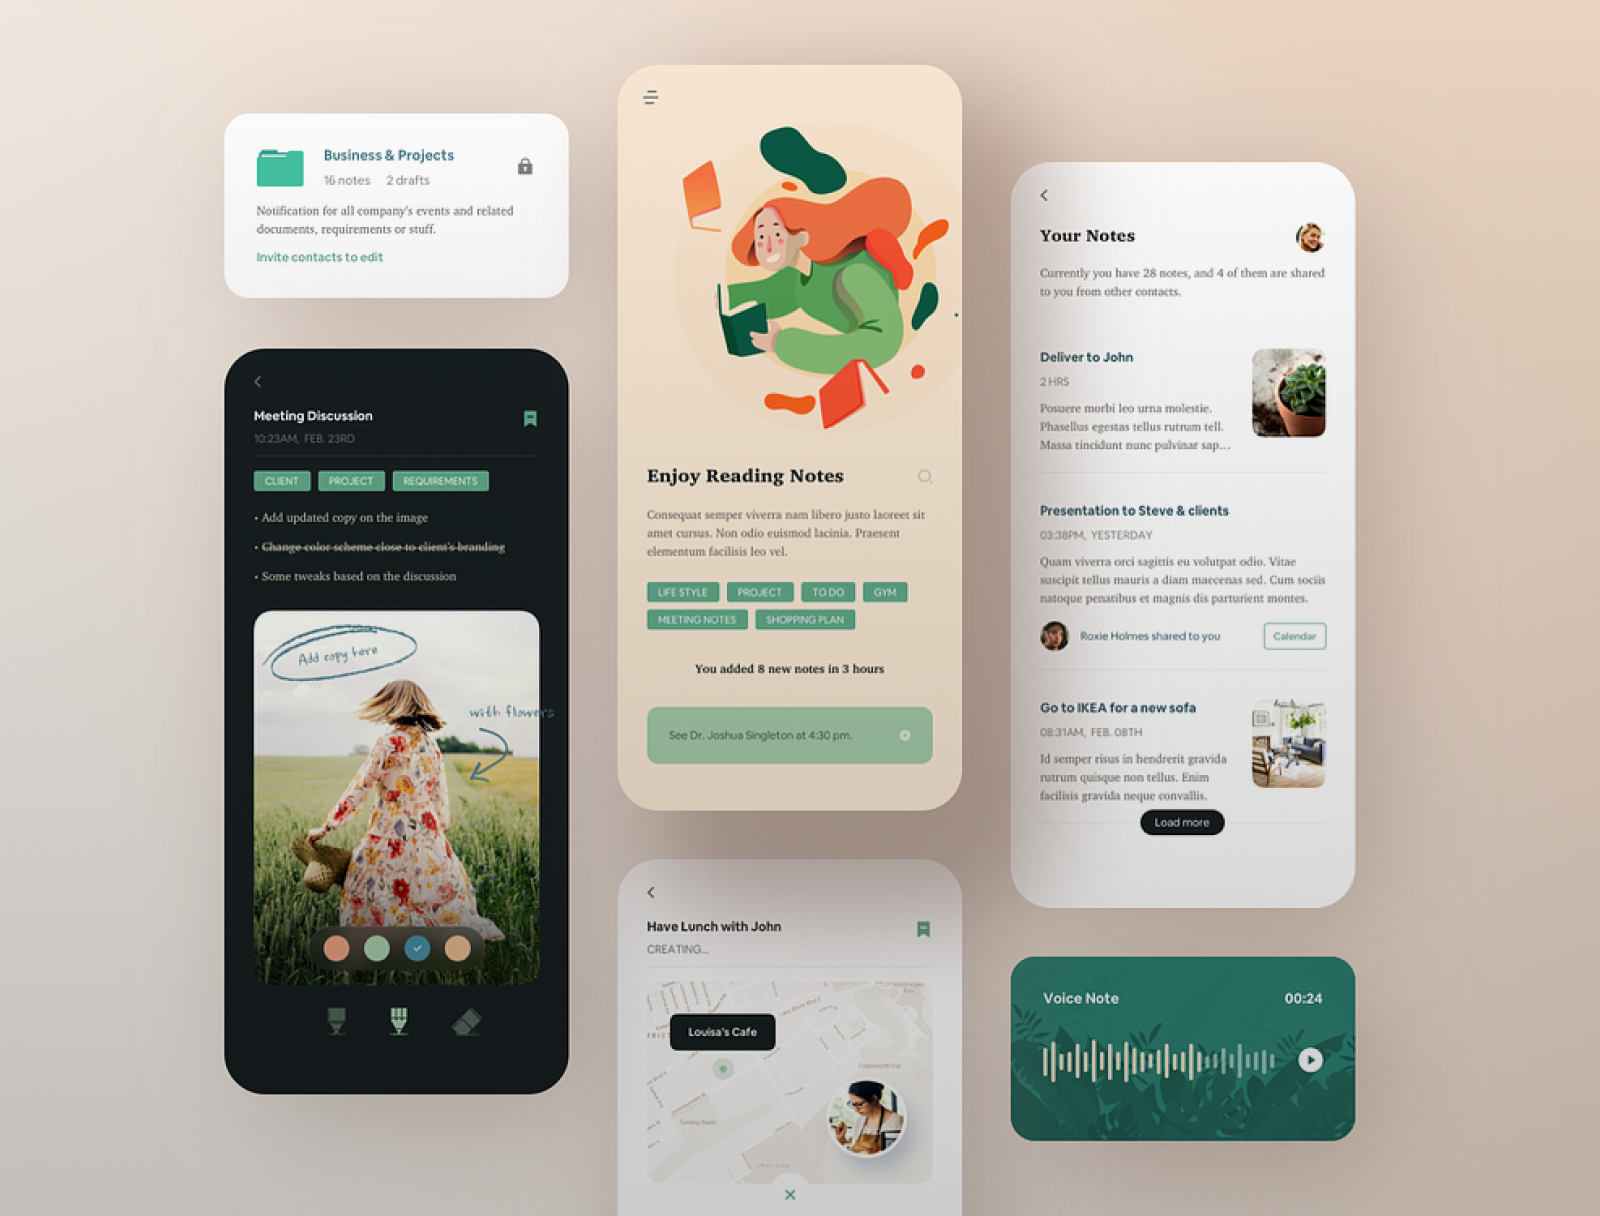 Business & Projects
16 notes 2 drafts
Notification for all company's events and related
documents, requirements or stuff.
Invite contacts to edit
Meeting Discussion
10:23AM, FEB. 23RD
CLIENT PROJECT REQUIREMENTS
• Add updated copy on the image
• Change color scheme close to client's branding
• Some tweaks based on the discussion
Add copy here
with flowers
Enjoy Reading Notes
Consequat semper viverra nam libero justo laoreet sit
amet cursus. Non odio euismod lacinia. Praesent
elementum facilisis leo vel.
LIFE STYLE PROJECT TO DO GYM
MEETING NOTES SHOPPING PLAN
You added 8 new notes in 3 hours
See Dr. Joshua Singleton at 4:30 pm.
Have Lunch with John
CREATING...
Louisa's Cafe
Turning Basin
Your Notes
Currently you have 28 notes, and 4 of them are shared
to you from other contacts.
Deliver to John
2 HRS
Posuere morbi leo urna molestie.
Phasellus egestas tellus rutrum tell.
Massa tincidunt nunc pulvinar sap...
Presentation to Steve & clients
03:38PM, YESTERDAY
Quam viverra orci sagittis eu volutpat odio. Vitae
suscipit tellus mauris a diam maecenas sed. Cum sociis
natoque penatibus et magnis dis parturient montes.
Roxie Holmes shared to you
Calendar
Go to IKEA for a new sofa
08:31AM, FEB. 08TH
Id semper risus in hendrerit gravida
rutrum quisque non tellus. Enim
facilisis gravida neque convallis.
Load more
Voice Note 00:24